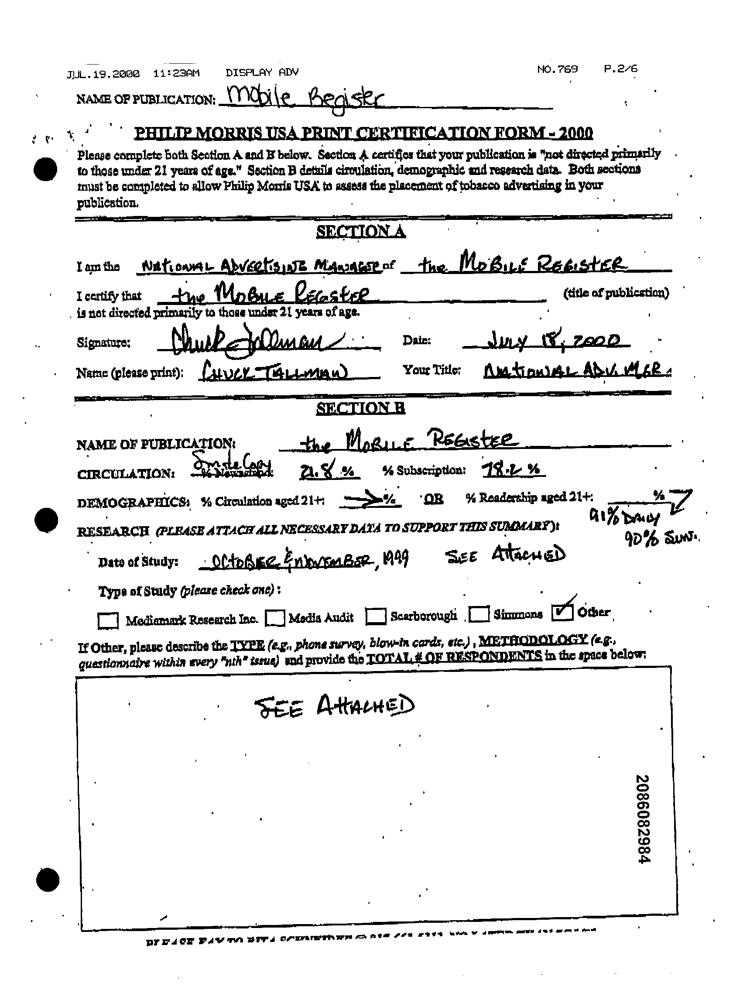 JUL.19.2000 11:23AM DISPLAY ADV NO.769 P.2/6
NAME OF PUBLICATION: Mobile Register
PHILIP MORRIS USA PRINT CERTIFICATION FORM - 2000
Please complete both Section A and B below. Section A certifies that your publication is "not directed primarily
to those under 21 years of age." Section B details circulation, demographic and research data. Both sections
must be completed to allow Philip Morris USA to assess the placement of tobacco advertising in your
publication.
SECTION A
I am the NATIONAL ADVERTISING MANAGER of the MOBILE REGISTER
I certify that the MOBILE REGISTER (title of publication)
is not directed primarily to those under 21 years of age.
Signature: Chuck Tallman Date: JULY 18, 2000
Name (please print): CHUCK TALLMAN Your Title: NATIONAL ADV. MGR.
SECTION B
NAME OF PUBLICATION: the MOBILE REGISTER
CIRCULATION: Single Copy % Newsstand: 21.8 % % Subscription: 78.2 %
DEMOGRAPHICS: % Circulation aged 21+: % OR % Readership aged 21+: %
91% DAILY
90% SUN.
RESEARCH (PLEASE ATTACH ALL NECESSARY DATA TO SUPPORT THIS SUMMARY):
Date of Study: OCTOBER & NOVEMBER, 1999 SEE ATTACHED
Type of Study (please check one) :
Mediamark Research Inc. Media Audit Scarborough Simmons Other
If Other, please describe the TYPE (e.g., phone survey, blow-in cards, etc.) , METHODOLOGY (e.g.,
questionnaire within every "nth" issue) and provide the TOTAL # OF RESPONDENTS in the space below:
SEE ATTACHED
2086082984
PLEASE FAX TO RITA